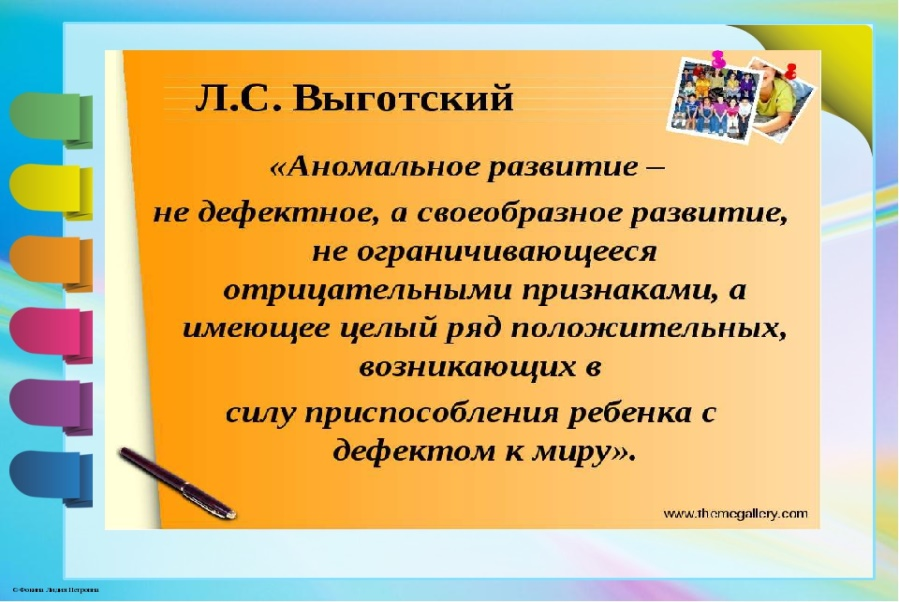 Л.С. Выготский
«Аномальное развитие –
не дефектное, а своеобразное развитие,
не ограничивающееся
отрицательными признаками, а
имеющее целый ряд положительных,
возникающих в
силу приспособления ребенка с
дефектом к миру».
www.themegallery.com
© Фокина Лидия Петровна